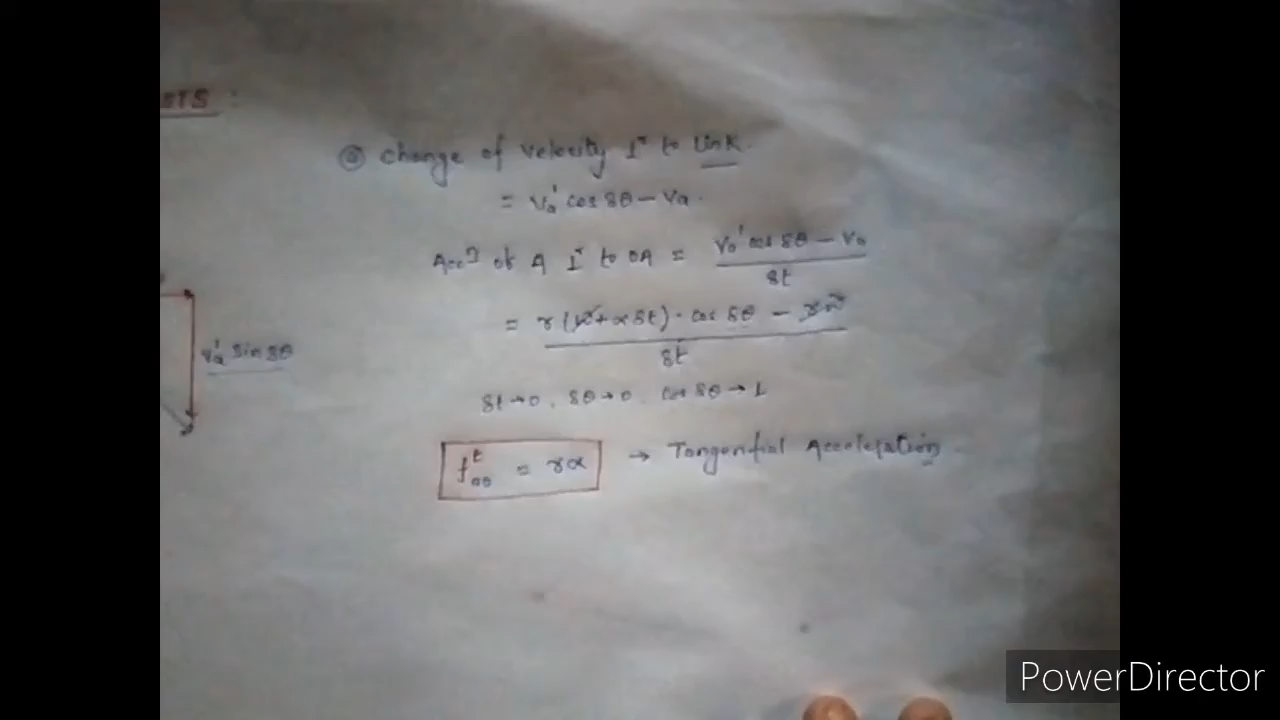 STS :
ⓐ Change of Velocity ⊥r to Link.
= Va' cos δθ − Va.
Accn of A ⊥r to OA = Va' cos δθ − Va / δt
= r(ω + α δt) · cos δθ − rω / δt
Va' sin δθ
δt → 0, δθ → 0, cos δθ → 1
f t ao = rα → Tangential Acceleration.
PowerDirector